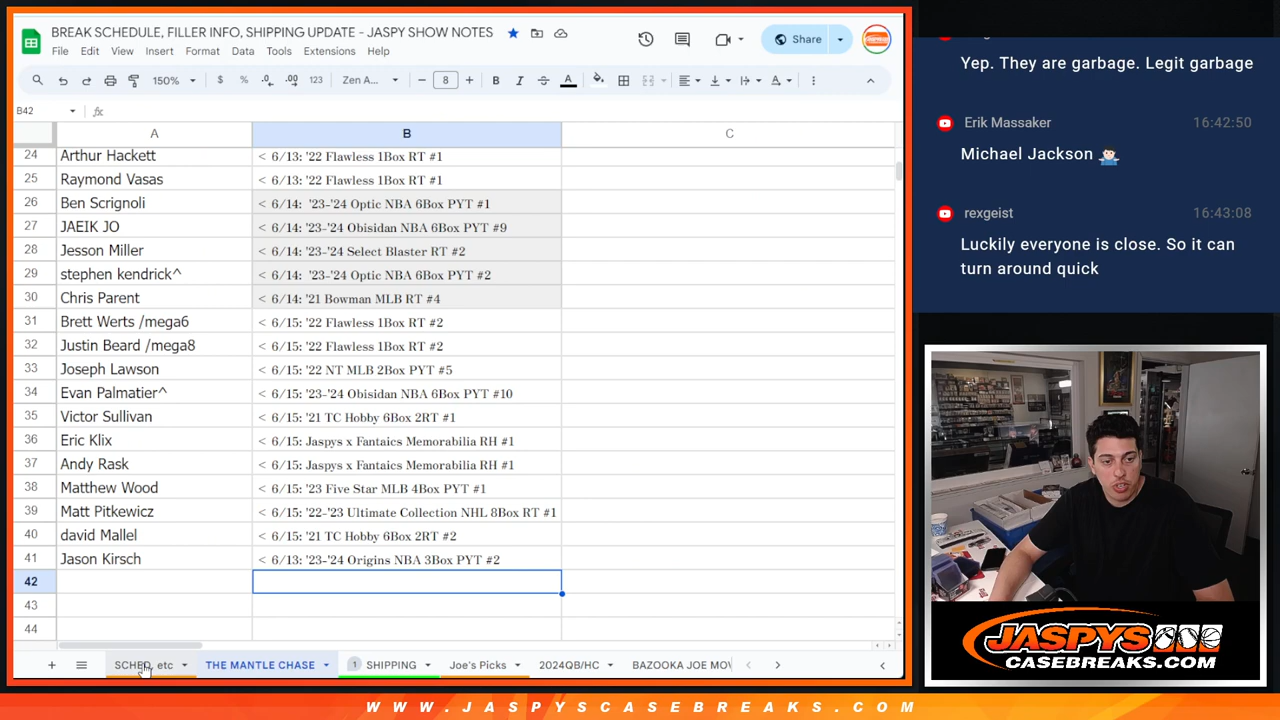 BREAK SCHEDULE, FILLER INFO, SHIPPING UPDATE - JASPY SHOW NOTES
File Edit View Insert Format Data Tools Extensions Help
Share
150% $ % .0 .00 123 Zen A... 8 B I A
B42 fx
A B C
24 Arthur Hackett < 6/13: '22 Flawless 1Box RT #1
25 Raymond Vasas < 6/13: '22 Flawless 1Box RT #1
26 Ben Scrignoli < 6/14: '23-'24 Optic NBA 6Box PYT #1
27 JAEIK JO < 6/14: '23-'24 Obisidan NBA 6Box PYT #9
28 Jesson Miller < 6/14: '23-'24 Select Blaster RT #2
29 stephen kendrick^ < 6/14: '23-'24 Optic NBA 6Box PYT #2
30 Chris Parent < 6/14: '21 Bowman MLB RT #4
31 Brett Werts /mega6 < 6/15: '22 Flawless 1Box RT #2
32 Justin Beard /mega8 < 6/15: '22 Flawless 1Box RT #2
33 Joseph Lawson < 6/15: '22 NT MLB 2Box PYT #5
34 Evan Palmatier^ < 6/15: '23-'24 Obisidan NBA 6Box PYT #10
35 Victor Sullivan < 6/15: '21 TC Hobby 6Box 2RT #1
36 Eric Klix < 6/15: Jaspys x Fantaics Memorabilia RH #1
37 Andy Rask < 6/15: Jaspys x Fantaics Memorabilia RH #1
38 Matthew Wood < 6/15: '23 Five Star MLB 4Box PYT #1
39 Matt Pitkewicz < 6/15: '22-'23 Ultimate Collection NHL 8Box RT #1
40 david Mallel < 6/15: '21 TC Hobby 6Box RT #2
41 Jason Kirsch < 6/13: '23-'24 Origins NBA 3Box PYT #2
42
43
44
SCHED, etc THE MANTLE CHASE 1 SHIPPING Joe's Picks 2024QB/HC BAZOOKA JOE MOV
Yep. They are garbage. Legit garbage
Erik Massaker 16:42:50
Michael Jackson 🤷🏻‍♂️
rexgeist 16:43:08
Luckily everyone is close. So it can
turn around quick
JASPYS
CASEBREAKS.COM
WWW.JASPYSCASEBREAKS.COM